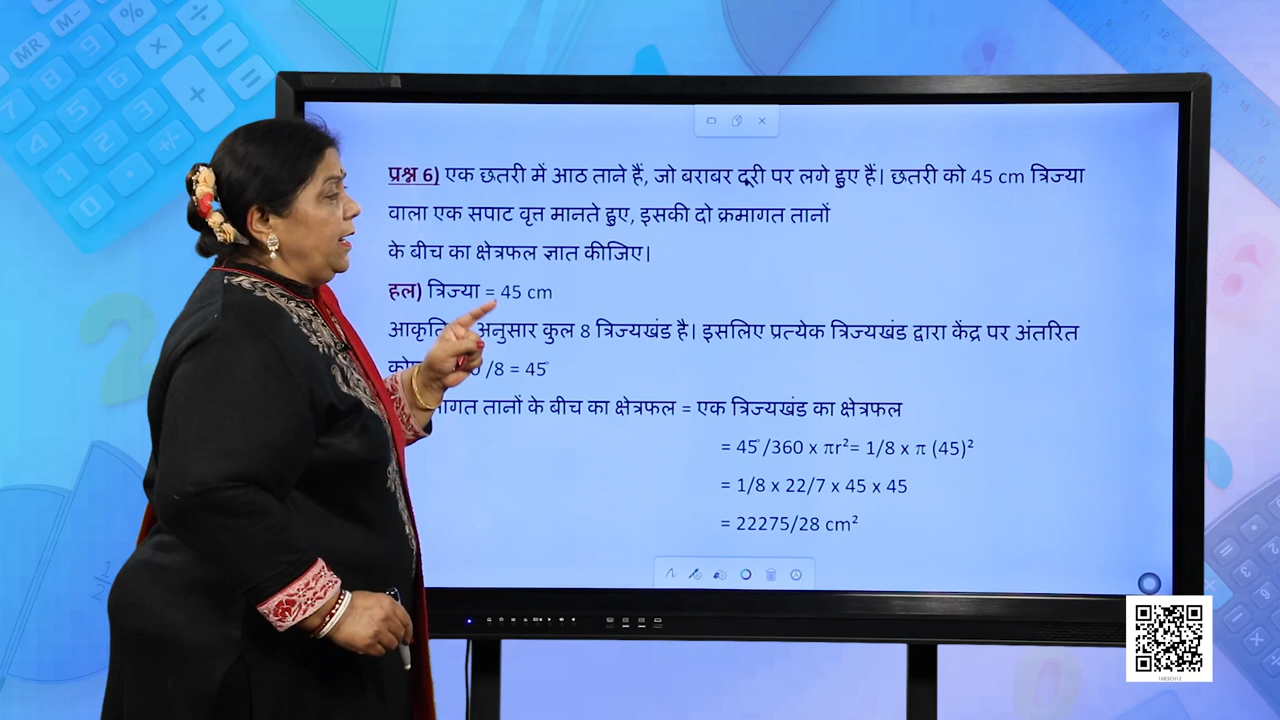 प्रश्न 6) एक छतरी में आठ ताने हैं, जो बराबर दूरी पर लगे हुए हैं। छतरी को 45 cm त्रिज्या
वाला एक सपाट वृत्त मानते हुए, इसकी दो क्रमागत तानों
के बीच का क्षेत्रफल ज्ञात कीजिए।
हल) त्रिज्या = 45 cm
अनुसार कुल 8 त्रिज्यखंड है। इसलिए प्रत्येक त्रिज्यखंड द्वारा केंद्र पर अंतरित
/8 = 45°
तानों के बीच का क्षेत्रफल = एक त्रिज्यखंड का क्षेत्रफल
= 45°/360 x πr²= 1/8 x π (45)²
= 1/8 x 22/7 x 45 x 45
= 22275/28 cm²